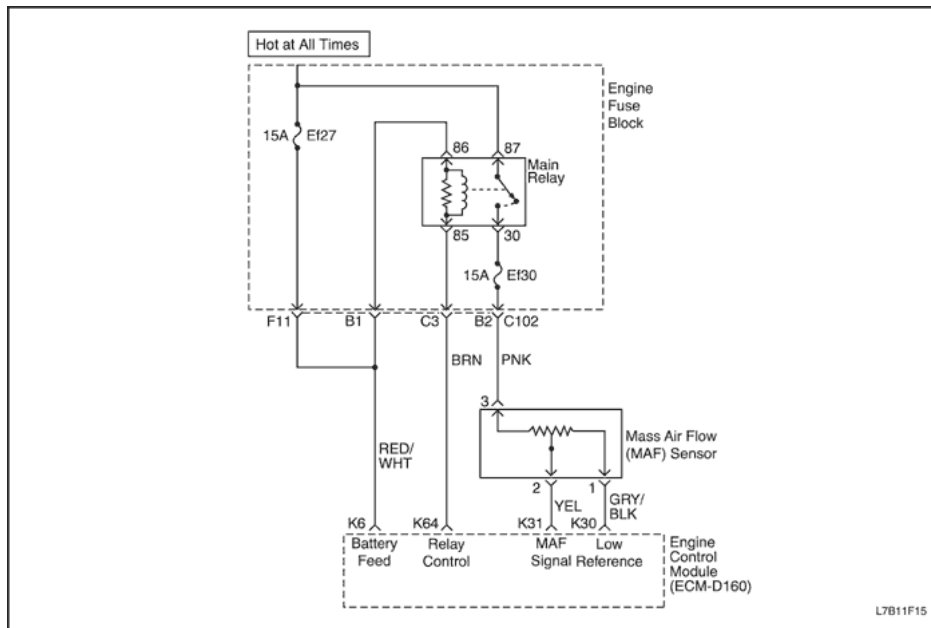 Hot at All Times
Engine
Fuse
Block
15A Ef27
86
87
Main
Relay
85
30
15A Ef30
F11
B1
C3
B2
C102
BRN
PNK
3
Mass Air Flow
(MAF) Sensor
RED/
WHT
2
1
YEL
GRY/
BLK
K6
K64
K31
K30
Battery
Feed
Relay
Control
MAF
Signal
Low
Reference
Engine
Control
Module
(ECM-D160)
L7B11F15